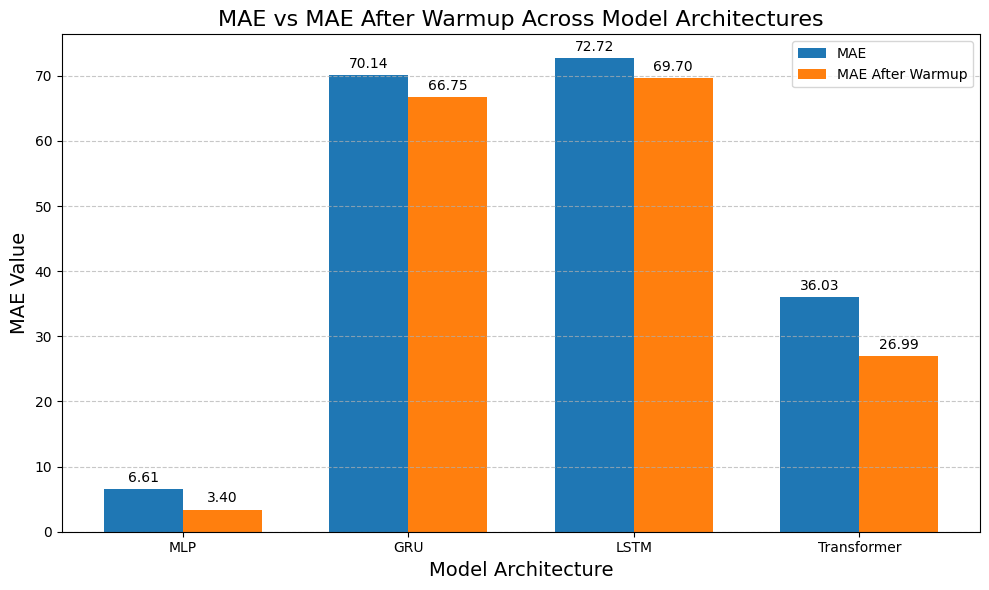 MAE vs MAE After Warmup Across Model Architectures
MAE
MAE After Warmup
MAE Value
70
60
50
40
30
20
10
0
6.61
3.40
70.14
66.75
72.72
69.70
36.03
26.99
MLP
GRU
LSTM
Transformer
Model Architecture